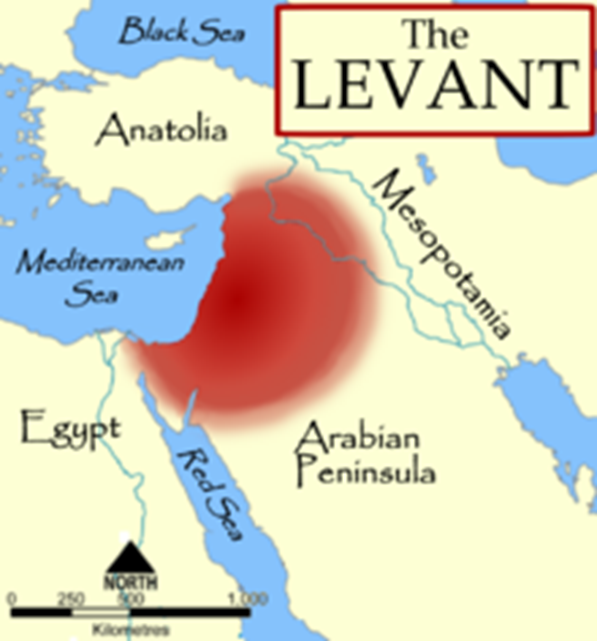 Black Sea
The
LEVANT
Anatolia
Mesopotamia
Mediterranean
Sea
Egypt
Arabian
Peninsula
Red Sea
NORTH
0 250 500 1,000
Kilometres